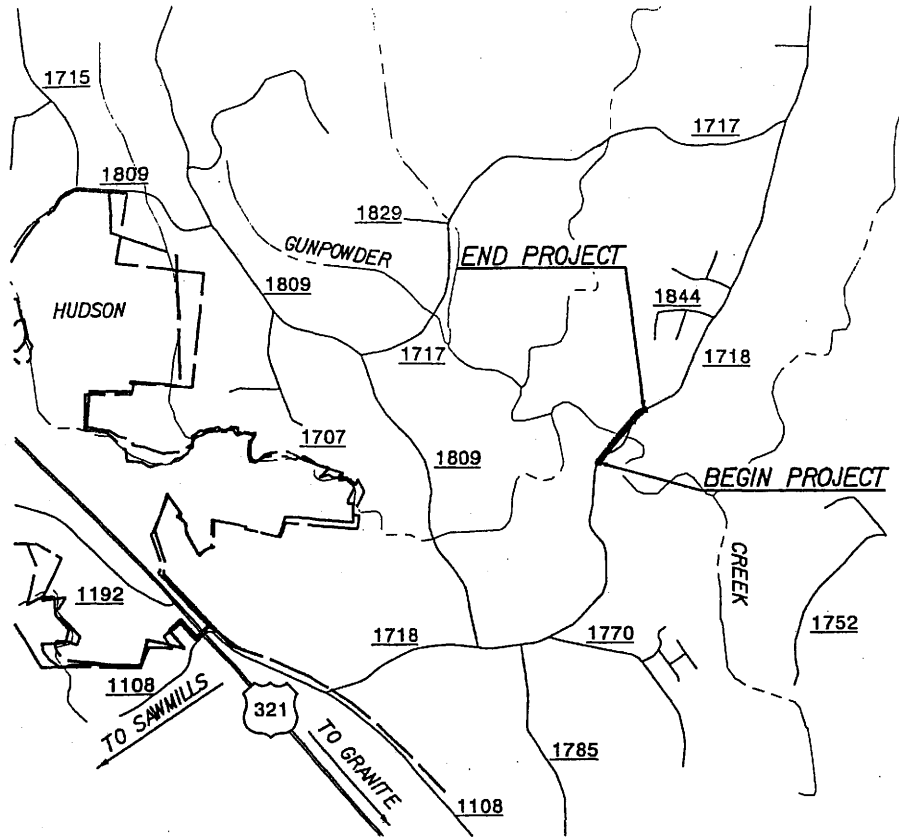 1715
1717
1809
1829
GUNPOWDER
END PROJECT
1809
1844
HUDSON
1717
1718
1707
1809
BEGIN PROJECT
CREEK
1192
1718
1770
1752
1108
TO SAWMILLS
321
TO GRANITE
1785
1108